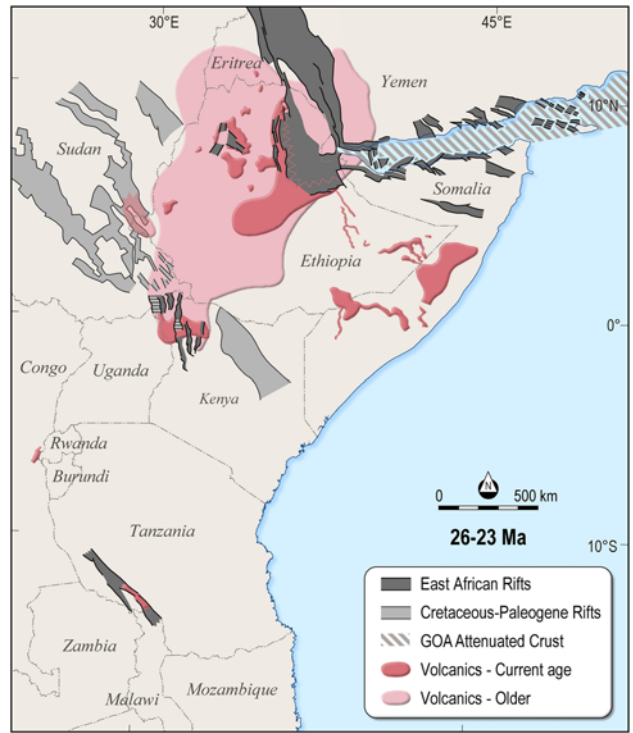 30°E
45°E
Eritrea
Yemen
10°N
Sudan
Somalia
Ethiopia
0°
Congo
Uganda
Kenya
Rwanda
Burundi
N
0
500 km
26-23 Ma
Tanzania
10°S
East African Rifts
Cretaceous-Paleogene Rifts
GOA Attenuated Crust
Volcanics - Current age
Volcanics - Older
Zambia
Malawi
Mozambique